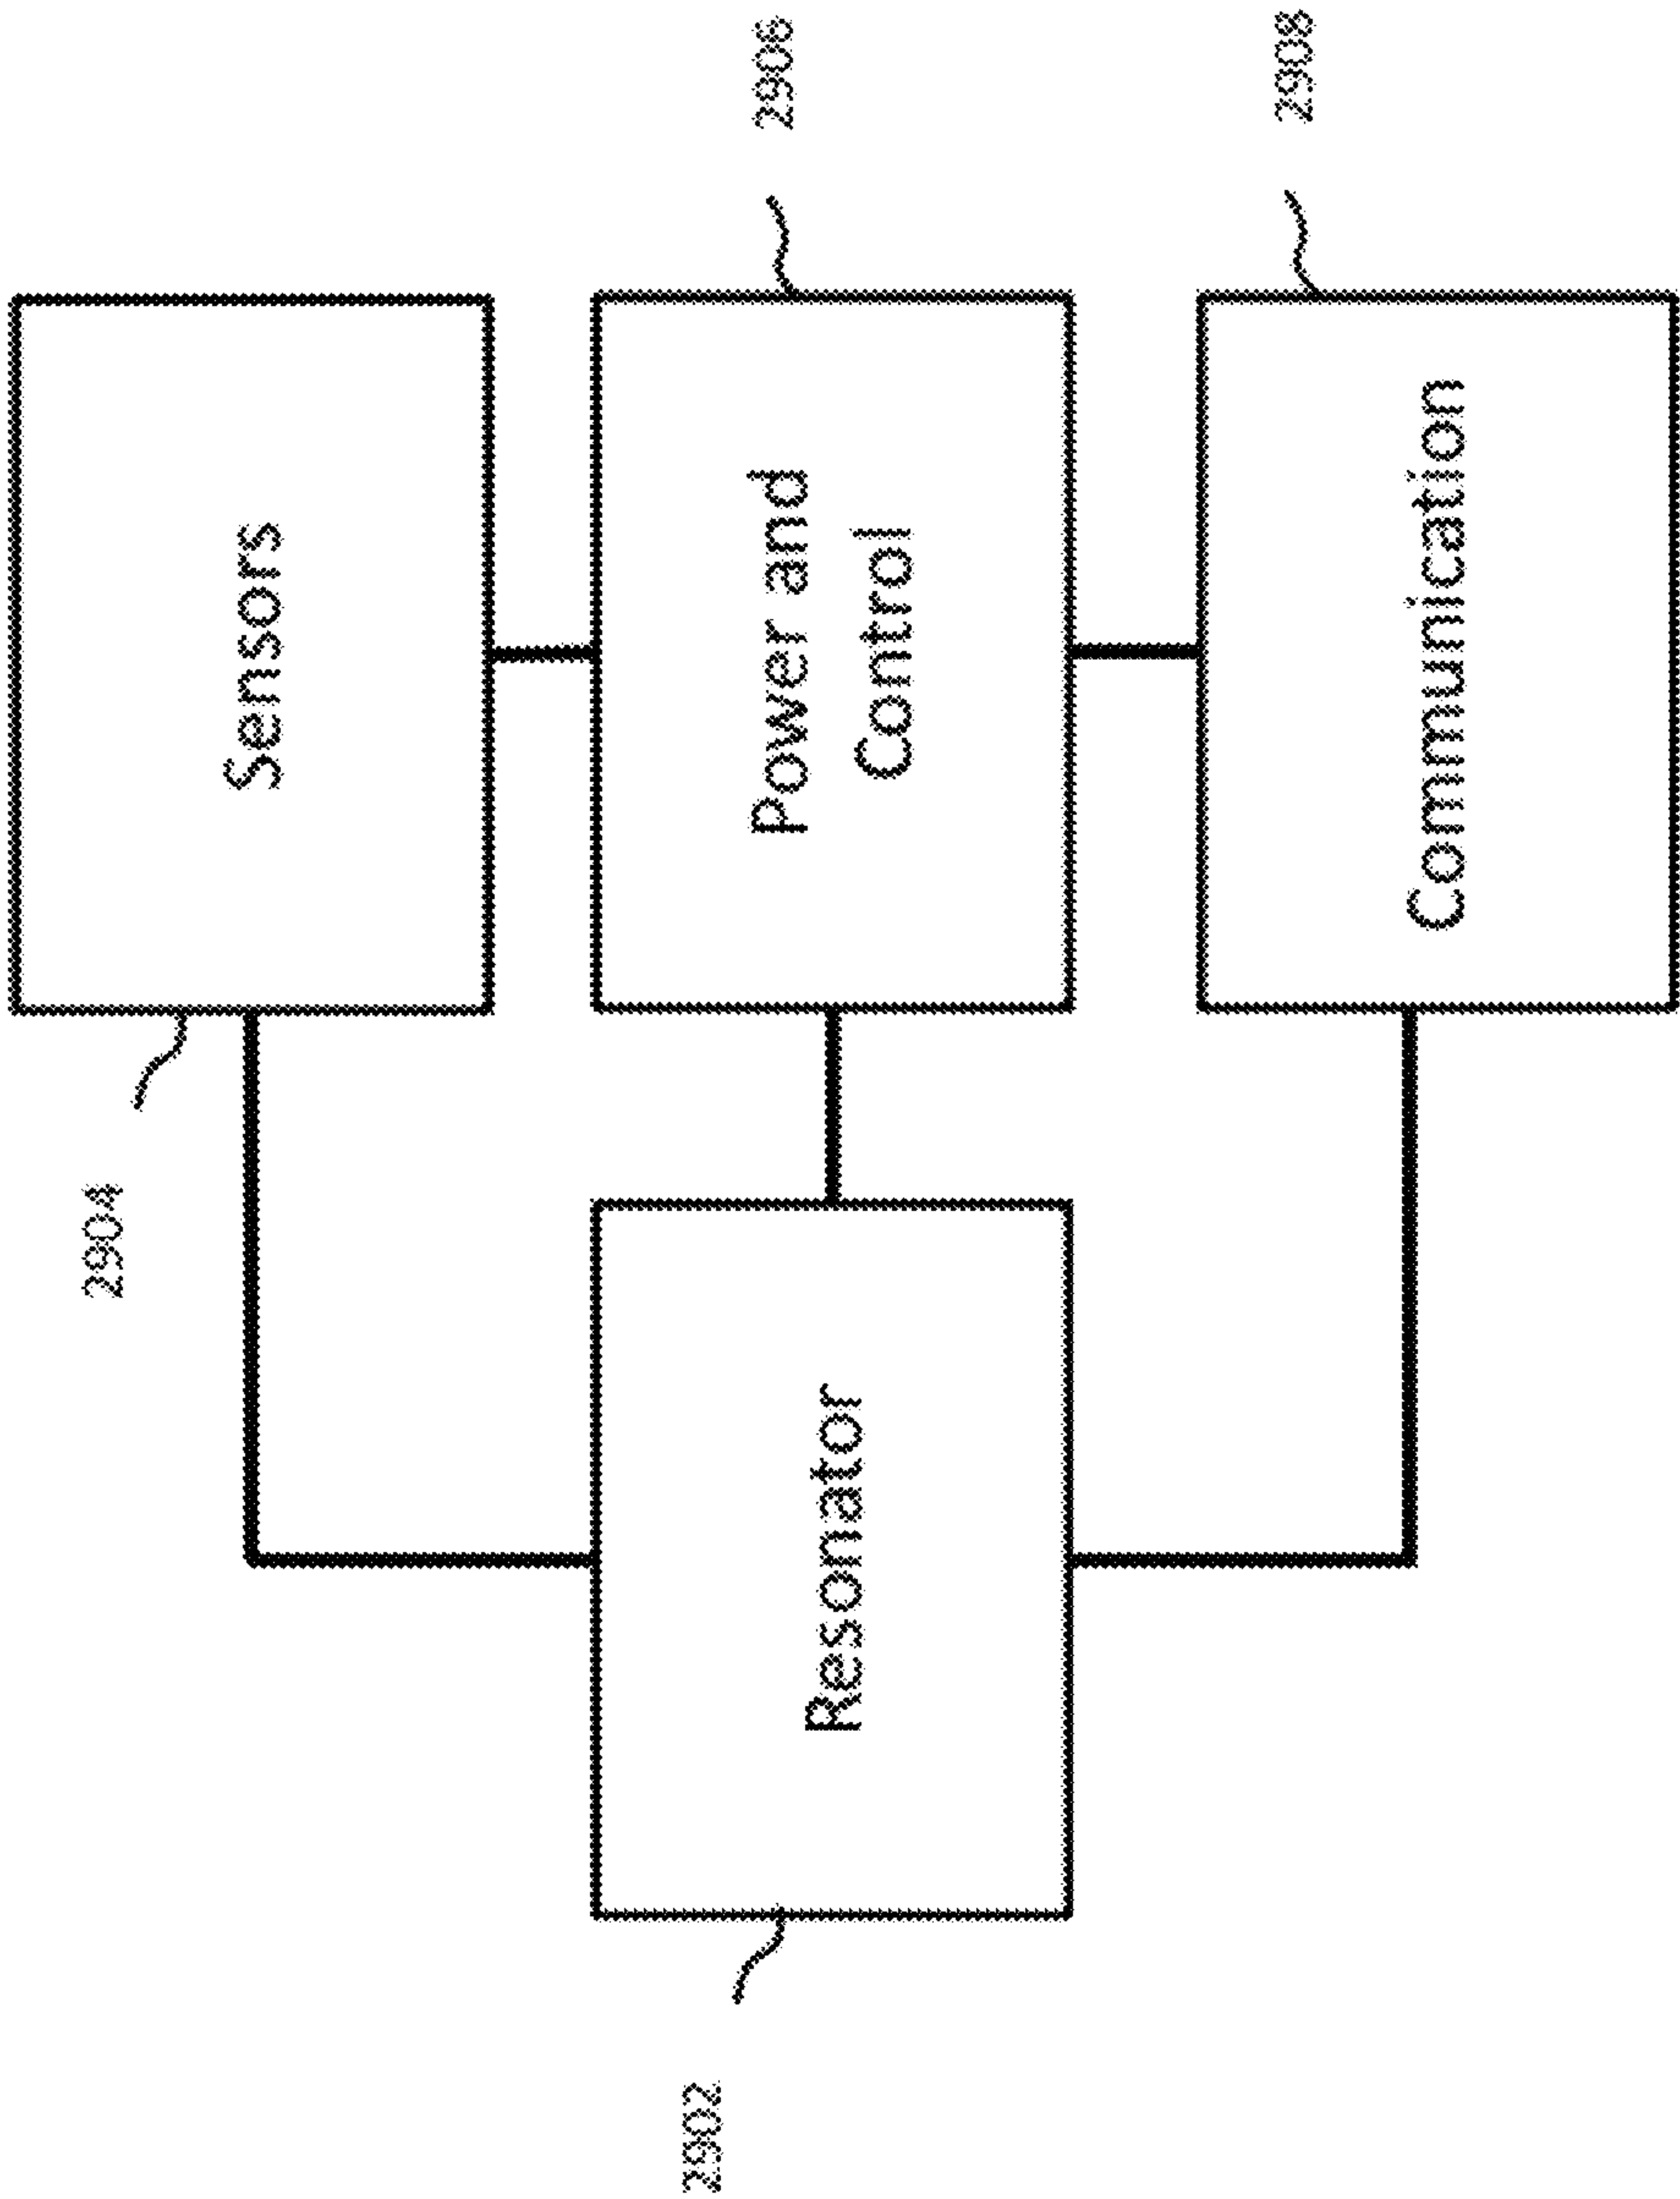 Sensors
2904
Power and
Control
2906
Resonator
2902
Communication
2908